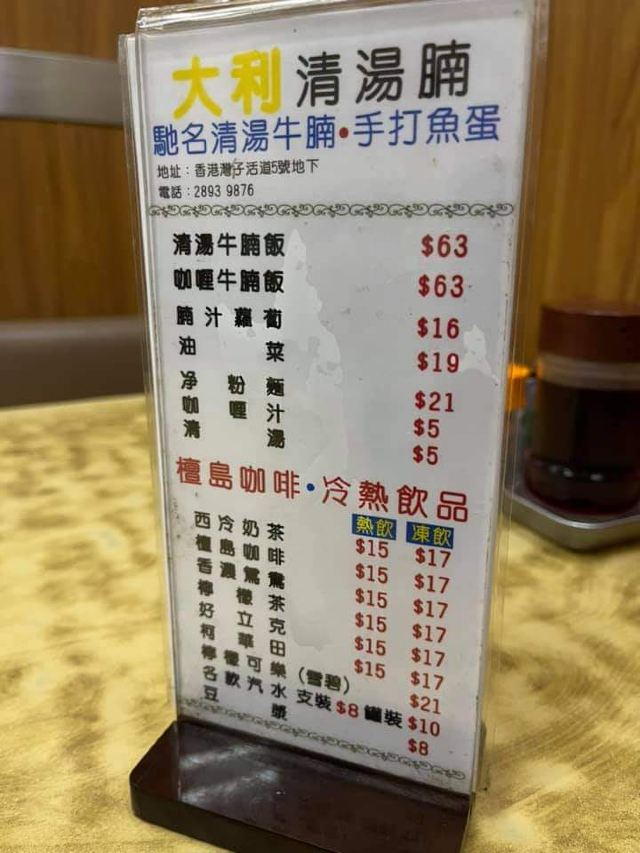 大利清湯腩
馳名清湯牛腩•手打魚蛋
地址：香港灣仔活道5號地下
電話：2893 9876
清湯牛腩飯 $63
咖喱牛腩飯 $63
腩汁蘿蔔 $16
油菜 $19
净粉麵 $21
咖喱汁 $5
清湯 $5
檀島咖啡•冷熱飲品
熱飲 凍飲
西冷奶茶 $15 $17
檀島咖啡 $15 $17
香濃鴛鴦 $15 $17
檸檬茶 $15 $17
好立克 $15 $17
柯華田 $15 $17
檸檬可樂（雪碧） $21
名款汽水 支裝 $8 罐裝 $10
豆漿 $8